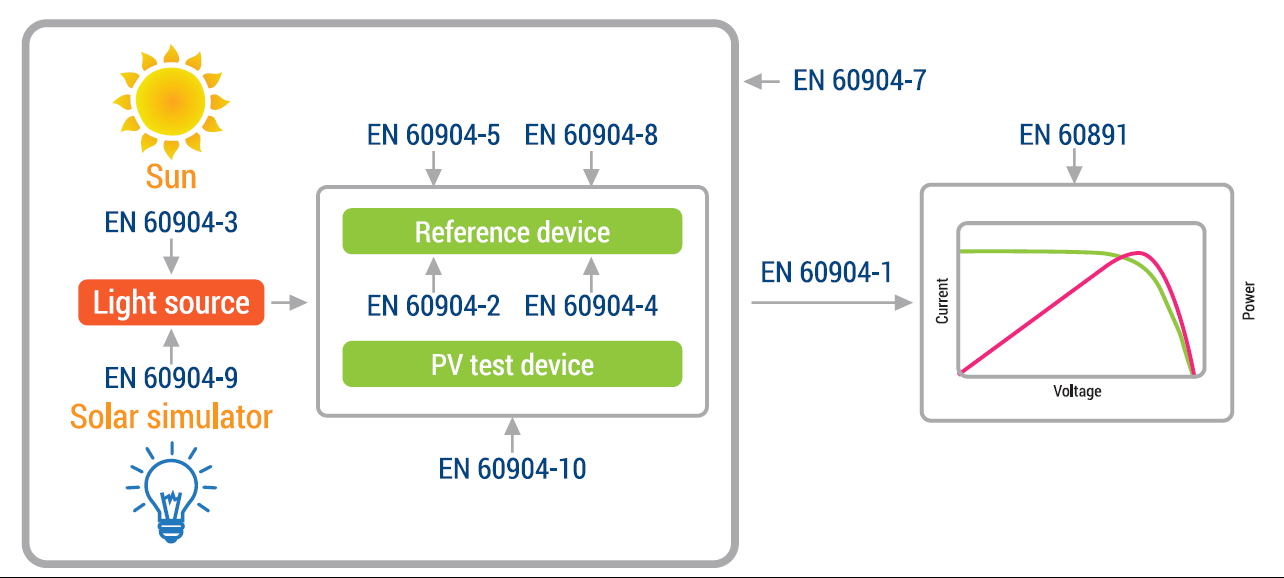 EN 60904-7
EN 60904-5
EN 60904-8
EN 60891
Sun
EN 60904-3
Reference device
Light source
EN 60904-2
EN 60904-4
EN 60904-1
EN 60904-9
PV test device
Solar simulator
EN 60904-10
Current
Power
Voltage